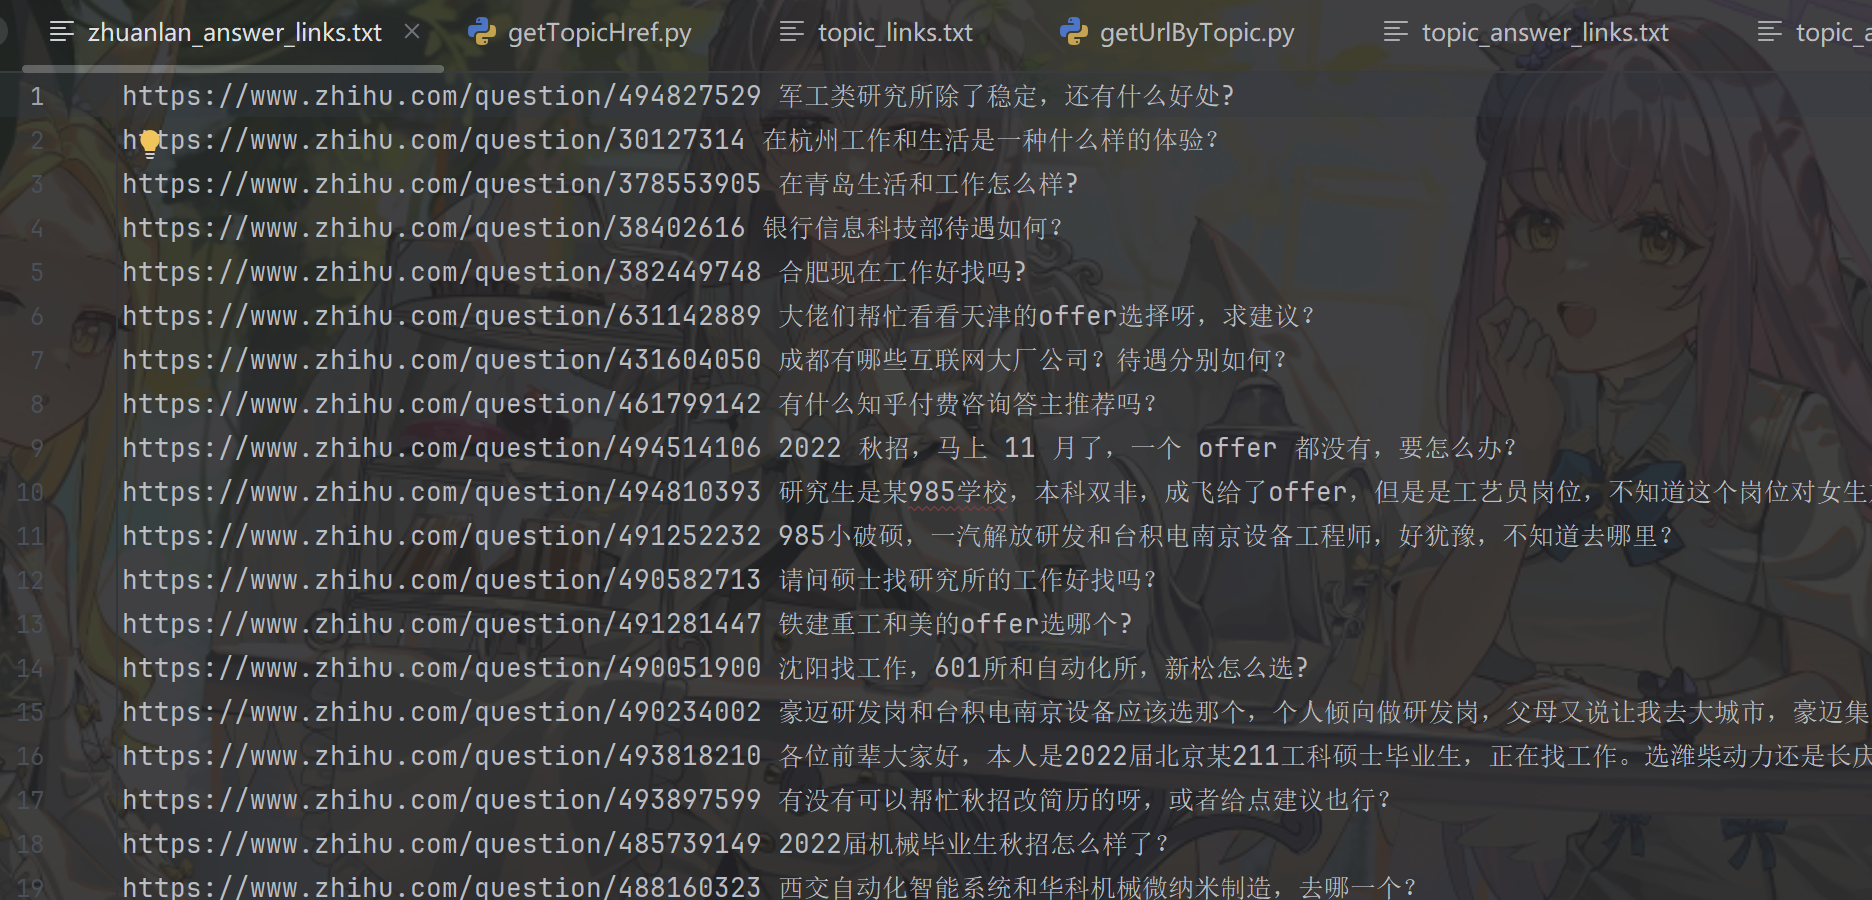 zhuanlan_answer_links.txt getTopicHref.py topic_links.txt getUrlByTopic.py topic_answer_links.txt topic_a
1 https://www.zhihu.com/question/494827529 军工类研究所除了稳定，还有什么好处?
2 https://www.zhihu.com/question/30127314 在杭州工作和生活是一种什么样的体验?
3 https://www.zhihu.com/question/378553905 在青岛生活和工作怎么样?
4 https://www.zhihu.com/question/38402616 银行信息科技部待遇如何?
5 https://www.zhihu.com/question/382449748 合肥现在工作好找吗?
6 https://www.zhihu.com/question/631142889 大佬们帮忙看看天津的offer选择呀，求建议?
7 https://www.zhihu.com/question/431604050 成都有哪些互联网大厂公司? 待遇分别如何?
8 https://www.zhihu.com/question/461799142 有什么知乎付费咨询答主推荐吗?
9 https://www.zhihu.com/question/494514106 2022 秋招，马上 11 月了，一个 offer 都没有，要怎么办?
10 https://www.zhihu.com/question/494810393 研究生是某985学校，本科双非，成飞给了offer，但是是工艺员岗位，不知道这个岗位对女生
11 https://www.zhihu.com/question/491252232 985小破硕，一汽解放研发和台积电南京设备工程师，好犹豫，不知道去哪里?
12 https://www.zhihu.com/question/490582713 请问硕士找研究所的工作好找吗?
13 https://www.zhihu.com/question/491281447 铁建重工和美的offer选哪个?
14 https://www.zhihu.com/question/490051900 沈阳找工作，601所和自动化所，新松怎么选?
15 https://www.zhihu.com/question/490234002 豪迈研发岗和台积电南京设备应该选那个，个人倾向做研发岗，父母又说让我去大城市，豪迈集
16 https://www.zhihu.com/question/493818210 各位前辈大家好，本人是2022届北京某211工科硕士毕业生，正在找工作。选潍柴动力还是长庆
17 https://www.zhihu.com/question/493897599 有没有可以帮忙秋招改简历的呀，或者给点建议也行?
18 https://www.zhihu.com/question/485739149 2022届机械毕业生秋招怎么样了?
19 https://www.zhihu.com/question/488160323 西交自动化智能系统和华科机械微纳米制造，去哪一个?